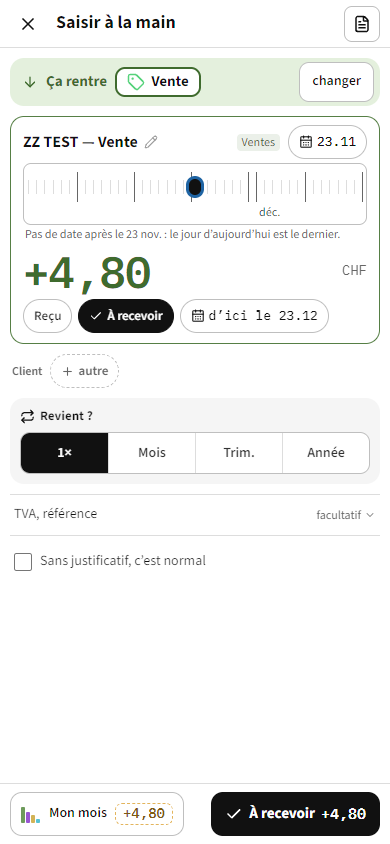 Saisir à la main
Ça rentre Vente changer
ZZ TEST — Vente Ventes 23.11
déc.
Pas de date après le 23 nov. : le jour d’aujourd’hui est le dernier.
+4,80 CHF
Reçu À recevoir d’ici le 23.12
Client + autre
Revient ?
1× Mois Trim. Année
TVA, référence facultatif
Sans justificatif, c’est normal
Mon mois +4,80 À recevoir +4,80